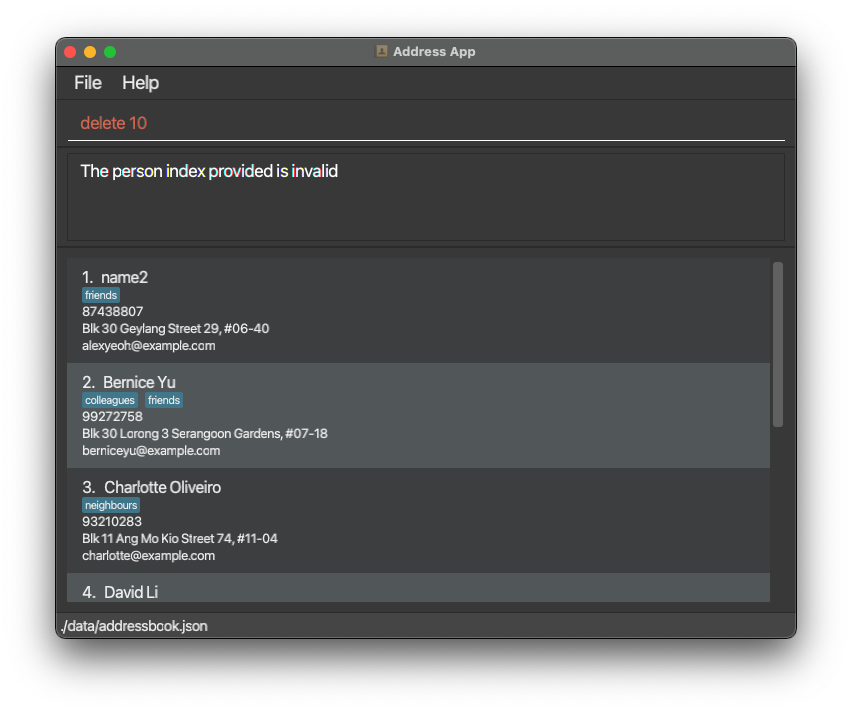 Address App
File Help
delete 10
The person index provided is invalid
1. name2
friends
87438807
Blk 30 Geylang Street 29, #06-40
alexyeoh@example.com
2. Bernice Yu
colleagues friends
99272758
Blk 30 Lorong 3 Serangoon Gardens, #07-18
berniceyu@example.com
3. Charlotte Oliveiro
neighbours
93210283
Blk 11 Ang Mo Kio Street 74, #11-04
charlotte@example.com
4. David Li
./data/addressbook.json